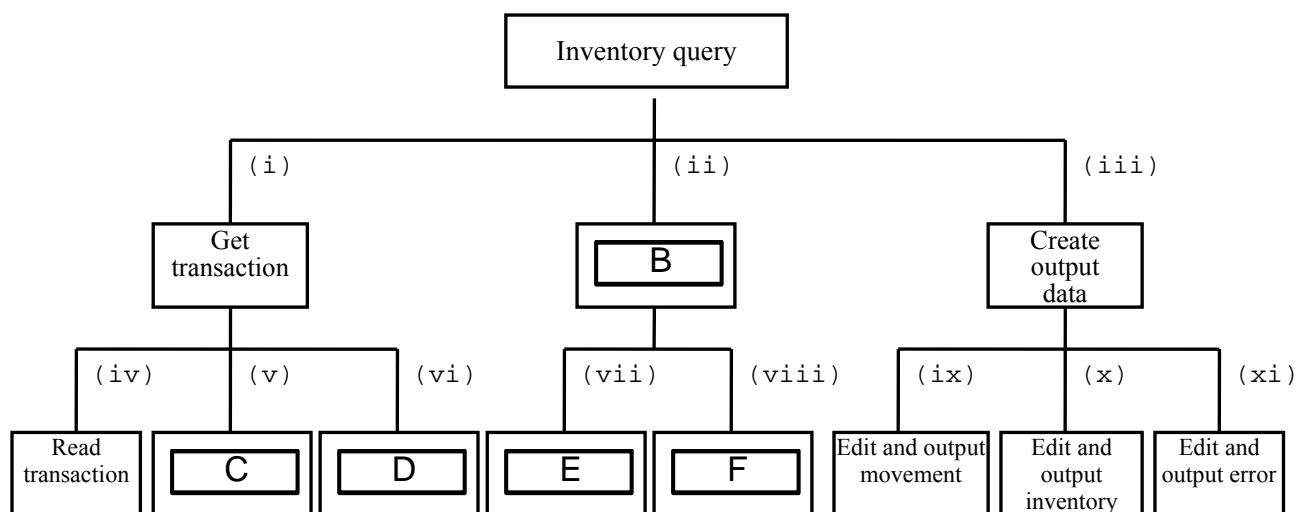 Inventory query
(i)
(ii)
(iii)
Get
transaction
B
Create
output
data
(iv)
(v)
(vi)
(vii)
(viii)
(ix)
(x)
(xi)
Read
transaction
C
D
E
F
Edit and output
movement
Edit and
output
inventory
Edit and
output error